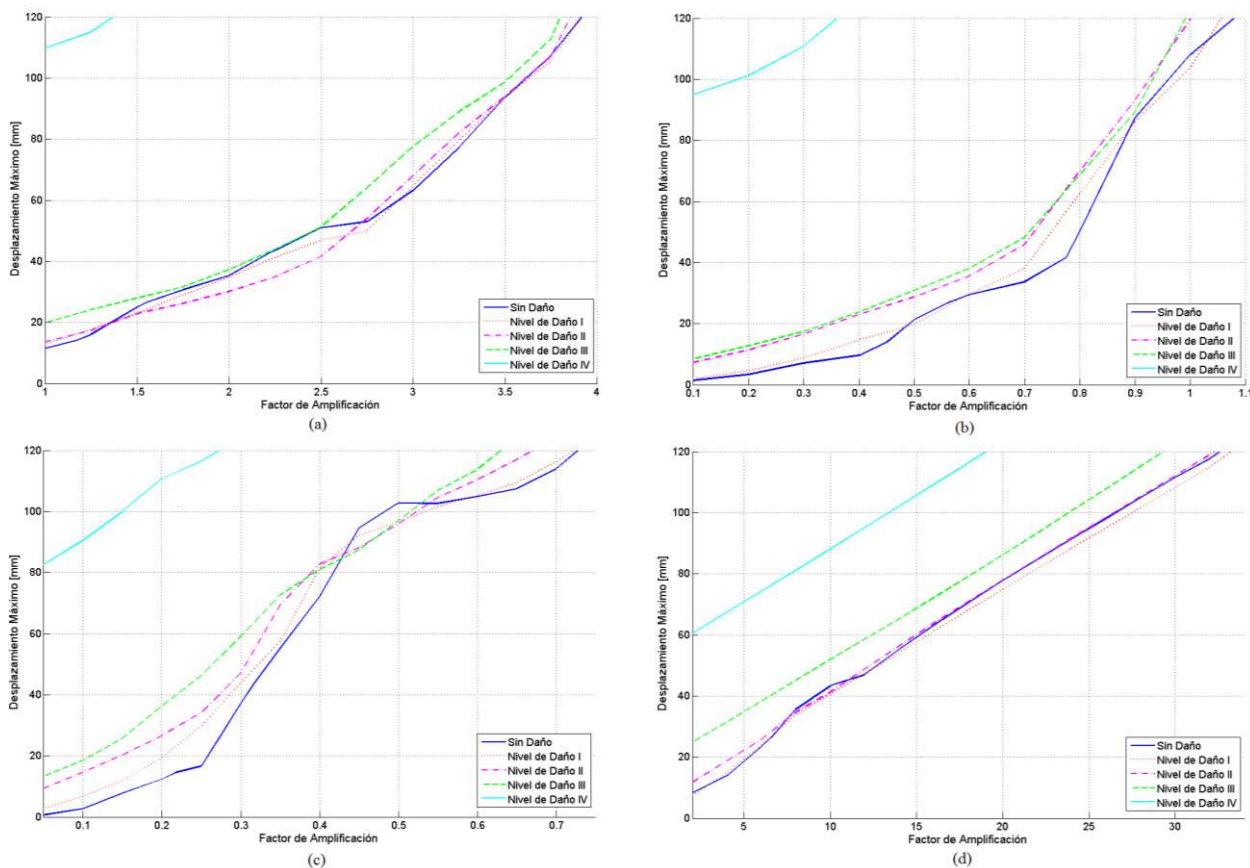 120
100
80
60
40
20
0
Desplazamiento Máximo [mm]
1
1.5
2
2.5
3
3.5
4
Factor de Amplificación
Sin Daño
Nivel de Daño I
Nivel de Daño II
Nivel de Daño III
Nivel de Daño IV
(a)
120
100
80
60
40
20
0
Desplazamiento Máximo [mm]
0.1
0.2
0.3
0.4
0.5
0.6
0.7
0.8
0.9
1
1.1
Factor de Amplificación
Sin Daño
Nivel de Daño I
Nivel de Daño II
Nivel de Daño III
Nivel de Daño IV
(b)
120
100
80
60
40
20
0
Desplazamiento Máximo [mm]
0.1
0.2
0.3
0.4
0.5
0.6
0.7
Factor de Amplificación
Sin Daño
Nivel de Daño I
Nivel de Daño II
Nivel de Daño III
Nivel de Daño IV
(c)
120
100
80
60
40
20
0
Desplazamiento Máximo [mm]
5
10
15
20
25
30
Factor de Amplificación
Sin Daño
Nivel de Daño I
Nivel de Daño II
Nivel de Daño III
Nivel de Daño IV
(d)